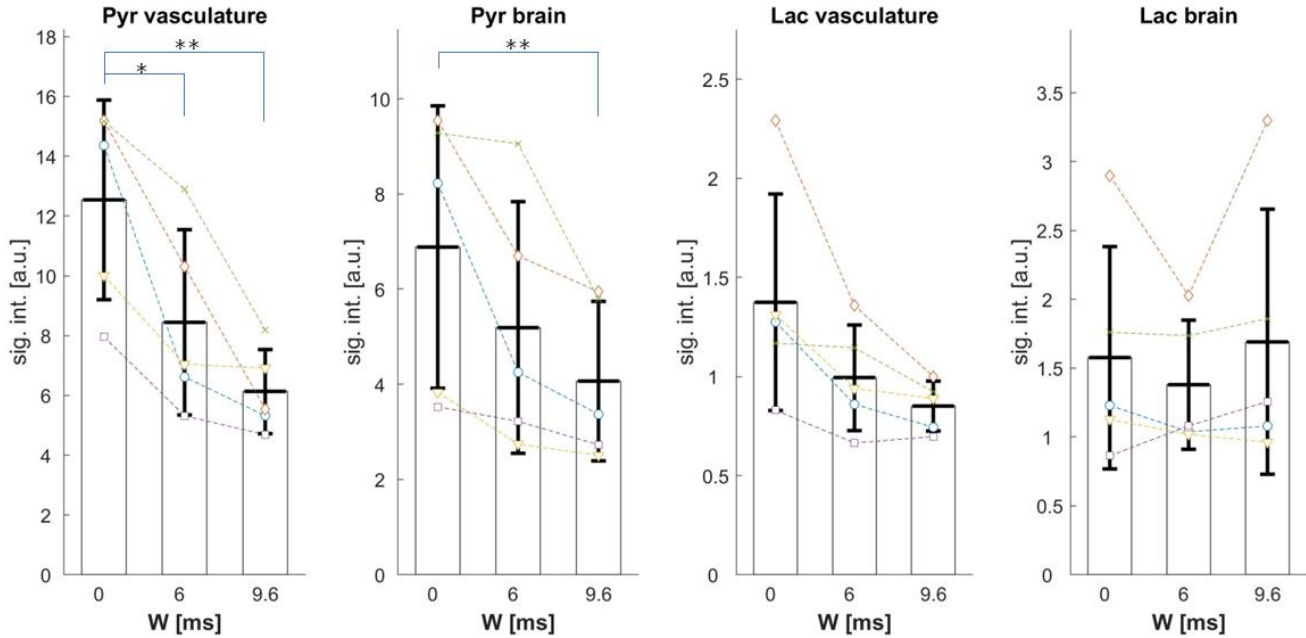 Pyr vasculature
18
16
14
12
10
8
6
4
2
0
sig. int. [a.u.]
**
*
0 6 9.6
W [ms]
Pyr brain
10
8
6
4
2
0
sig. int. [a.u.]
**
0 6 9.6
W [ms]
Lac vasculature
2.5
2
1.5
1
0.5
0
sig. int. [a.u.]
0 6 9.6
W [ms]
Lac brain
3.5
3
2.5
2
1.5
1
0.5
0
sig. int. [a.u.]
0 6 9.6
W [ms]